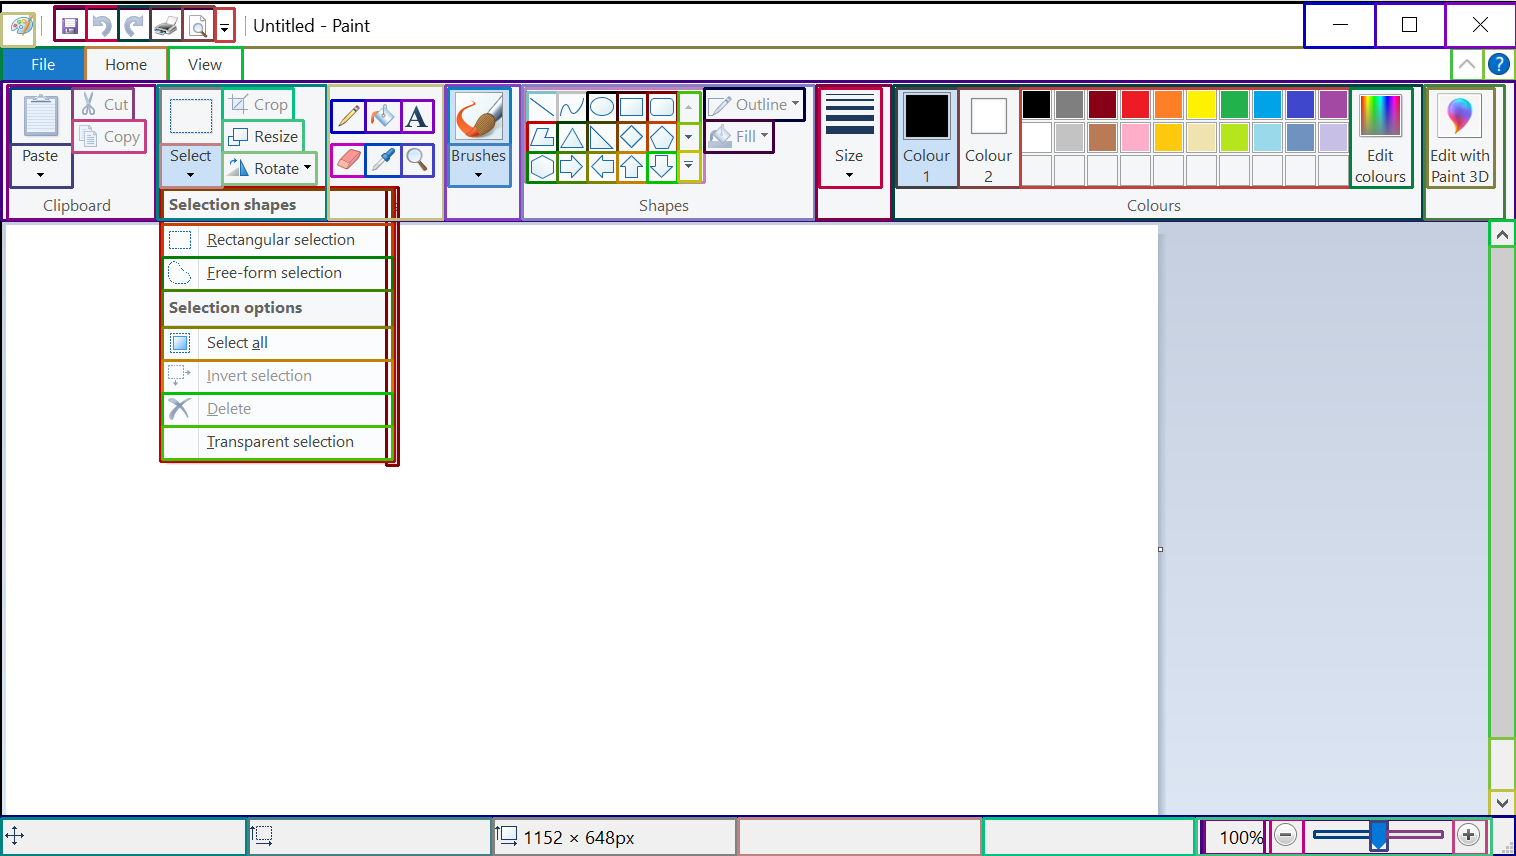 Untitled - Paint
File Home View
Cut Crop A Outline
Copy Resize Fill
Paste Select Rotate Brushes Size Colour 1 Colour 2 Edit colours Edit with Paint 3D
Clipboard Shapes Colours
Selection shapes
Rectangular selection
Free-form selection
Selection options
Select all
Invert selection
Delete
Transparent selection
1152 × 648px 100%